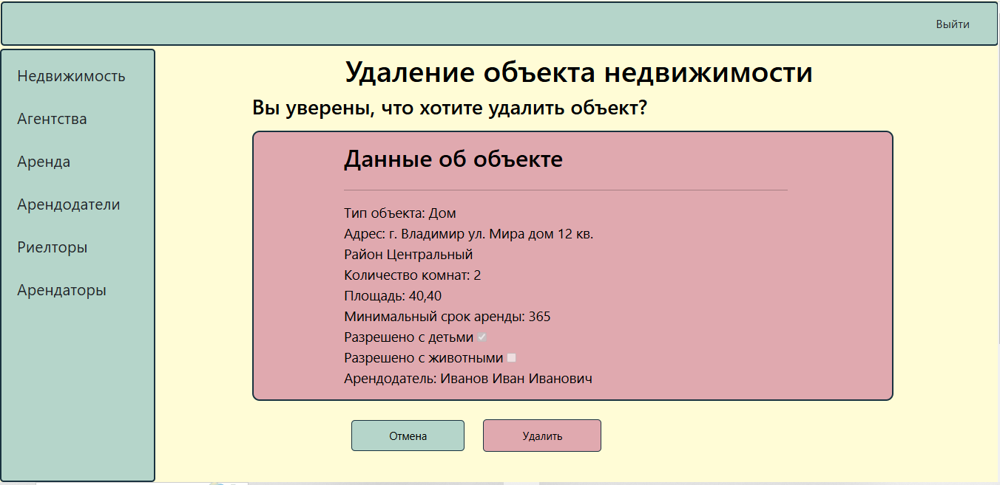 Выйти
Недвижимость
Агентства
Аренда
Арендодатели
Риелторы
Арендаторы
Удаление объекта недвижимости
Вы уверены, что хотите удалить объект?
Данные об объекте
Тип объекта: Дом
Адрес: г. Владимир ул. Мира дом 12 кв.
Район Центральный
Количество комнат: 2
Площадь: 40,40
Минимальный срок аренды: 365
Разрешено с детьми
Разрешено с животными
Арендодатель: Иванов Иван Иванович
Отмена
Удалить